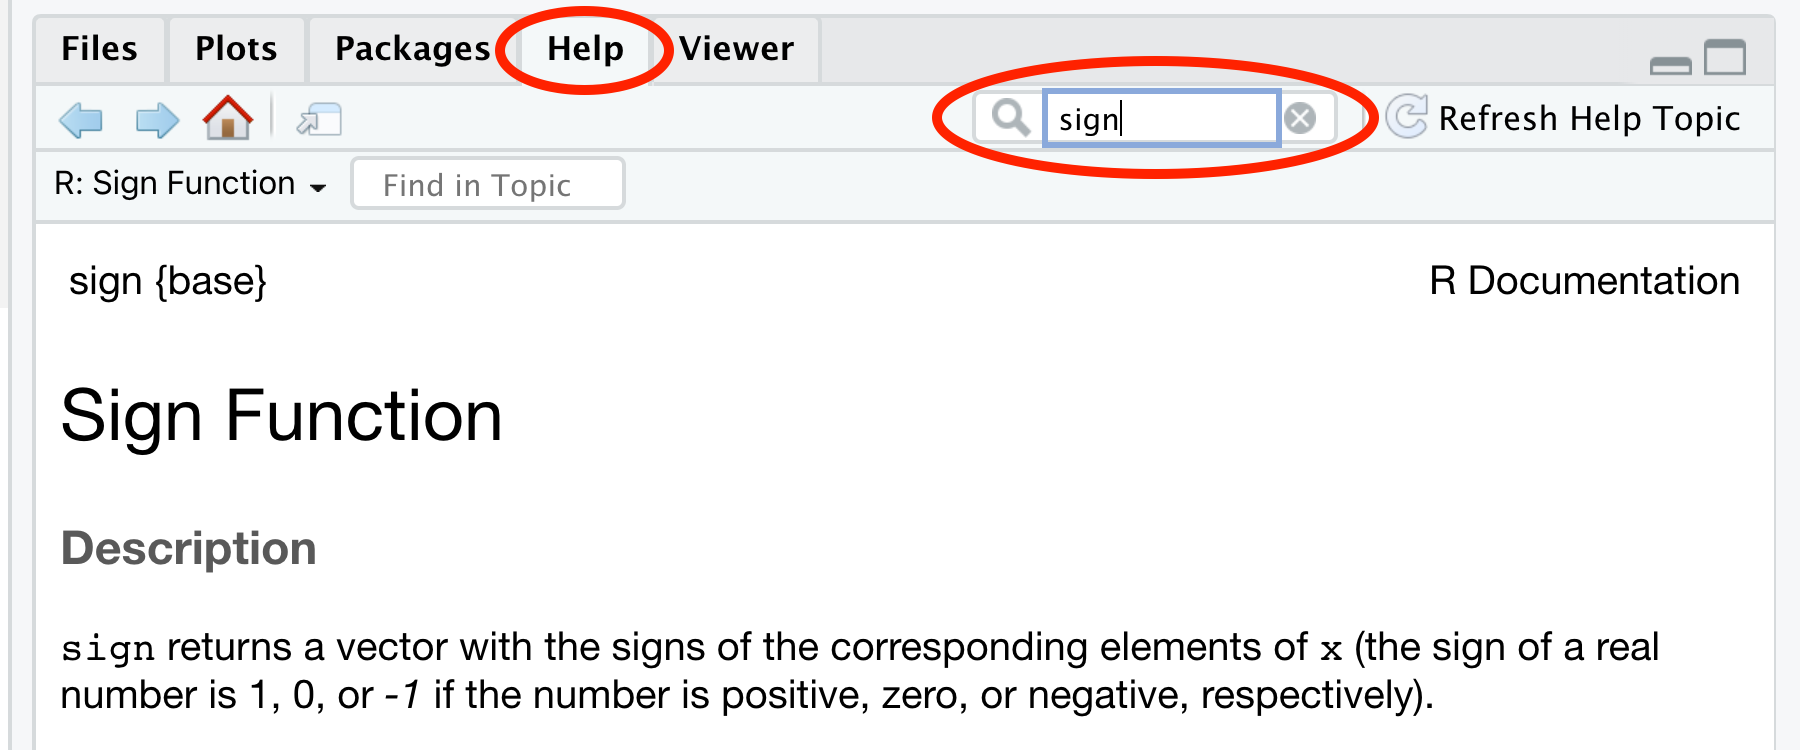 Files Plots Packages Help Viewer
sign Refresh Help Topic
R: Sign Function Find in Topic
sign {base} R Documentation
Sign Function
Description
sign returns a vector with the signs of the corresponding elements of x (the sign of a real
number is 1, 0, or -1 if the number is positive, zero, or negative, respectively).